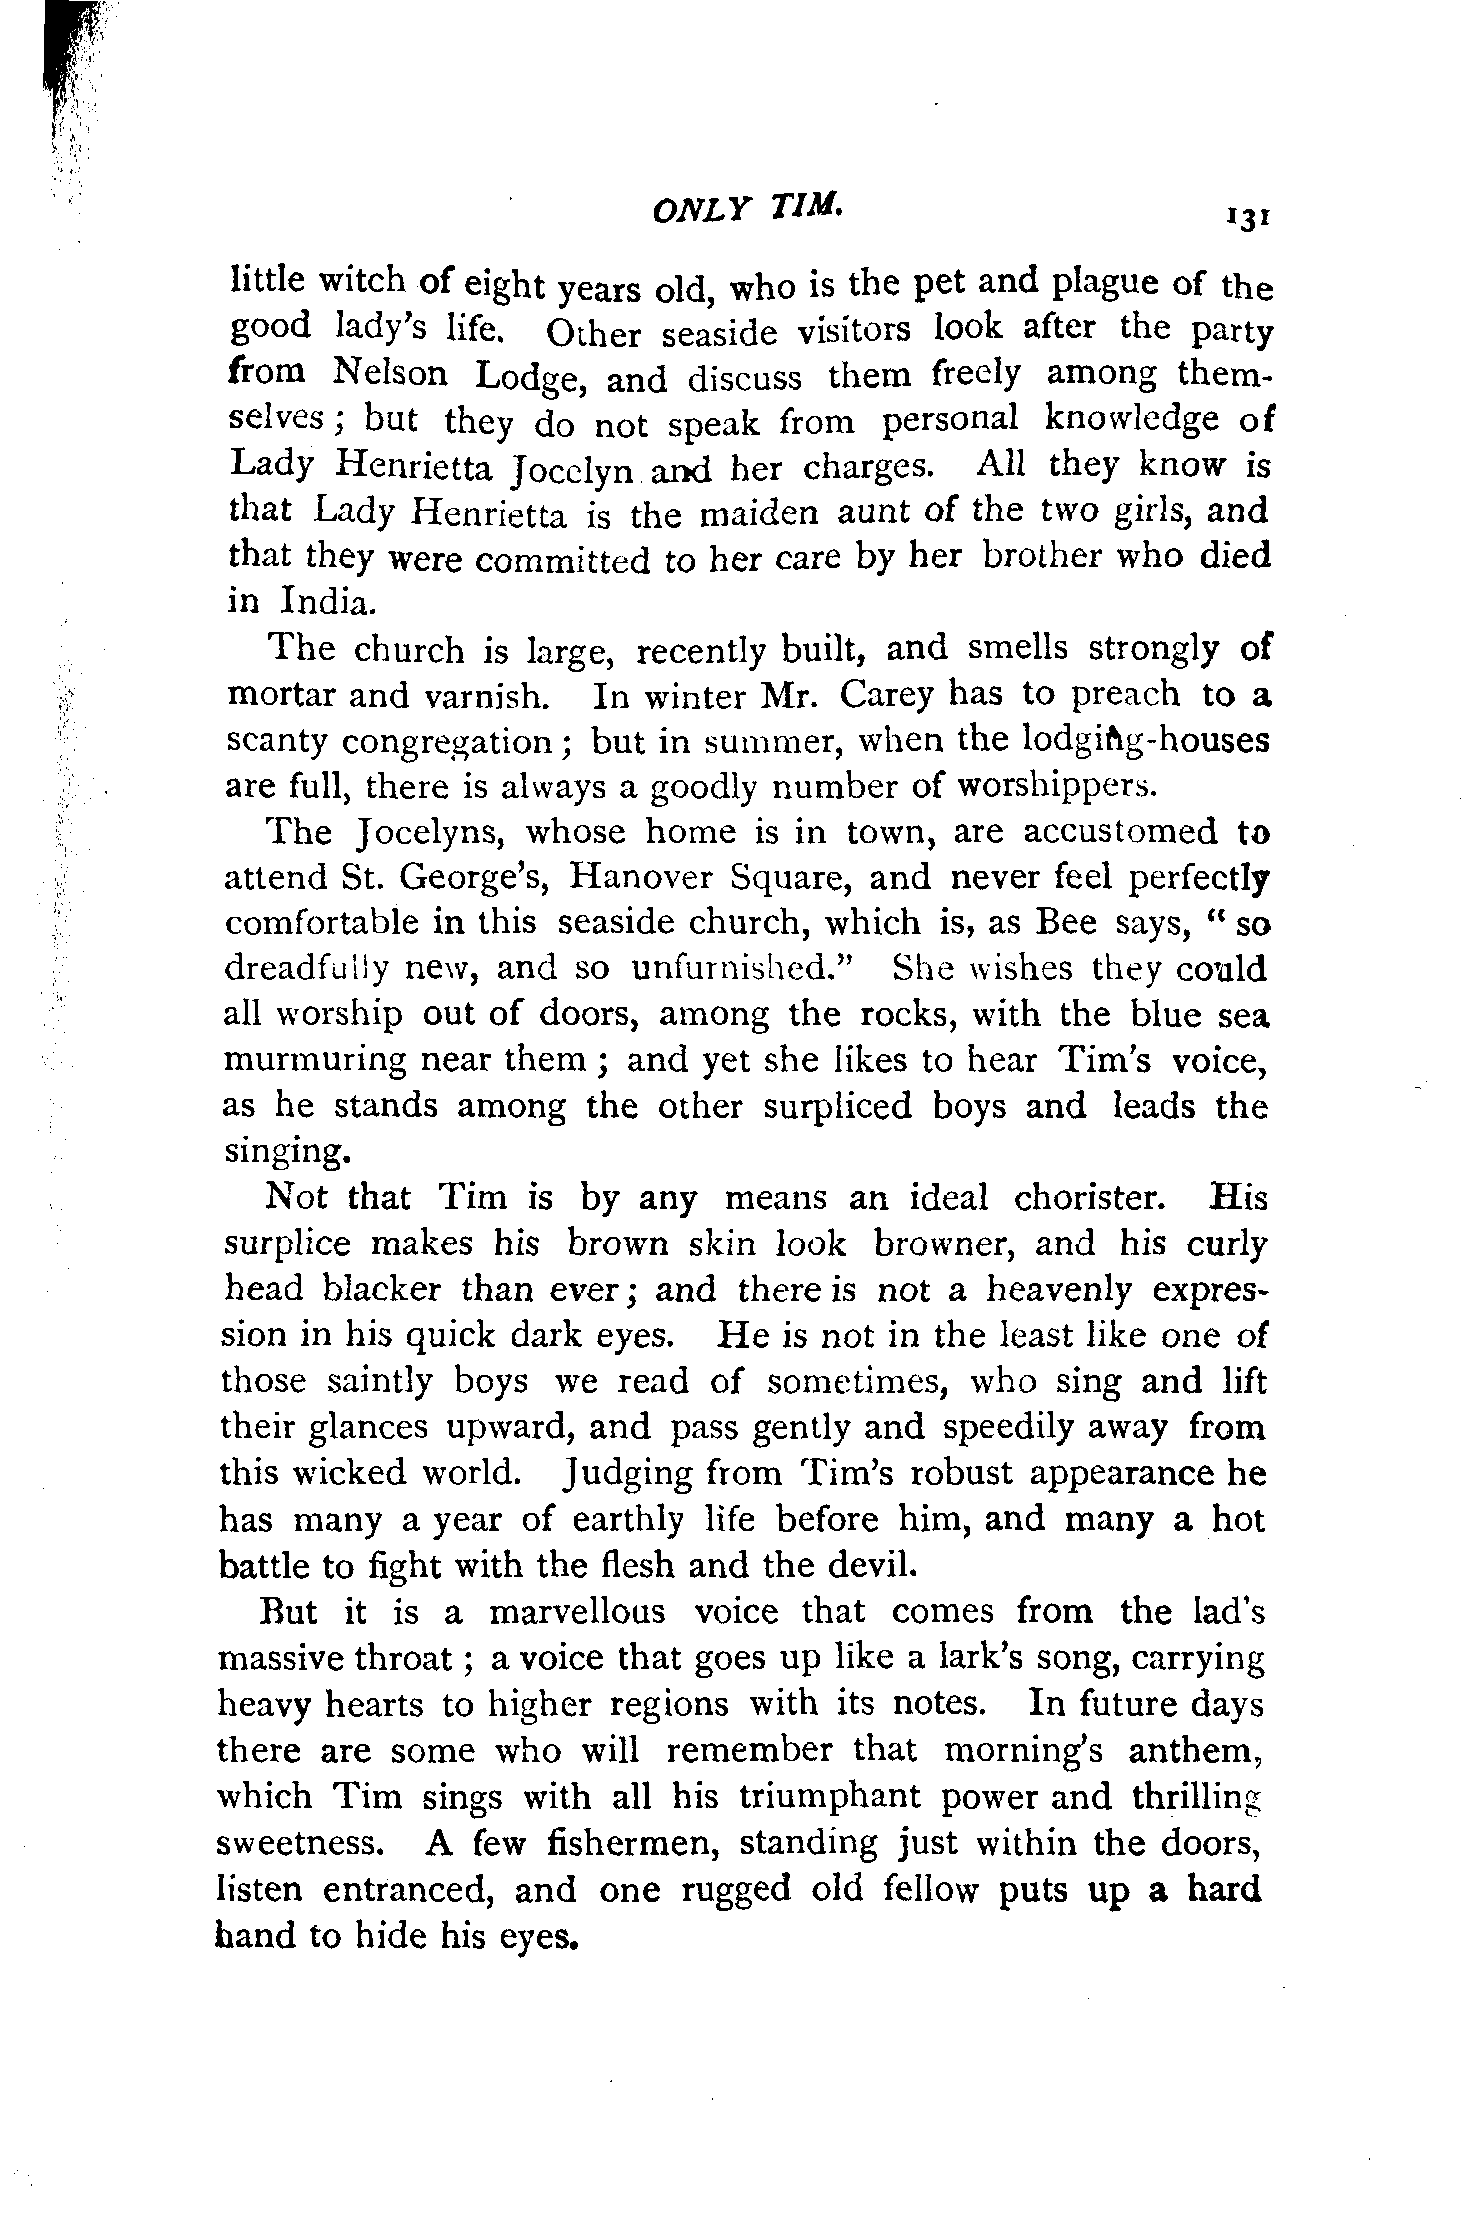 ONLY TIM. 131
little witch of eight years old, who is the pet and plague of the
good lady's life. Other seaside visitors look after the party
from Nelson Lodge, and discuss them freely among them-
selves ; but they do not speak from personal knowledge of
Lady Henrietta Jocelyn and her charges. All they know is
that Lady Henrietta is the maiden aunt of the two girls, and
that they were committed to her care by her brother who died
in India.
The church is large, recently built, and smells strongly of
mortar and varnish. In winter Mr. Carey has to preach to a
scanty congregation ; but in summer, when the lodging-houses
are full, there is always a goodly number of worshippers.
The Jocelyns, whose home is in town, are accustomed to
attend St. George's, Hanover Square, and never feel perfectly
comfortable in this seaside church, which is, as Bee says, " so
dreadfully new, and so unfurnished." She wishes they could
all worship out of doors, among the rocks, with the blue sea
murmuring near them ; and yet she likes to hear Tim's voice,
as he stands among the other surpliced boys and leads the
singing.
Not that Tim is by any means an ideal chorister. His
surplice makes his brown skin look browner, and his curly
head blacker than ever ; and there is not a heavenly expres-
sion in his quick dark eyes. He is not in the least like one of
those saintly boys we read of sometimes, who sing and lift
their glances upward, and pass gently and speedily away from
this wicked world. Judging from Tim's robust appearance he
has many a year of earthly life before him, and many a hot
battle to fight with the flesh and the devil.
But it is a marvellous voice that comes from the lad's
massive throat ; a voice that goes up like a lark's song, carrying
heavy hearts to higher regions with its notes. In future days
there are some who will remember that morning's anthem,
which Tim sings with all his triumphant power and thrilling
sweetness. A few fishermen, standing just within the doors,
listen entranced, and one rugged old fellow puts up a hard
hand to hide his eyes.